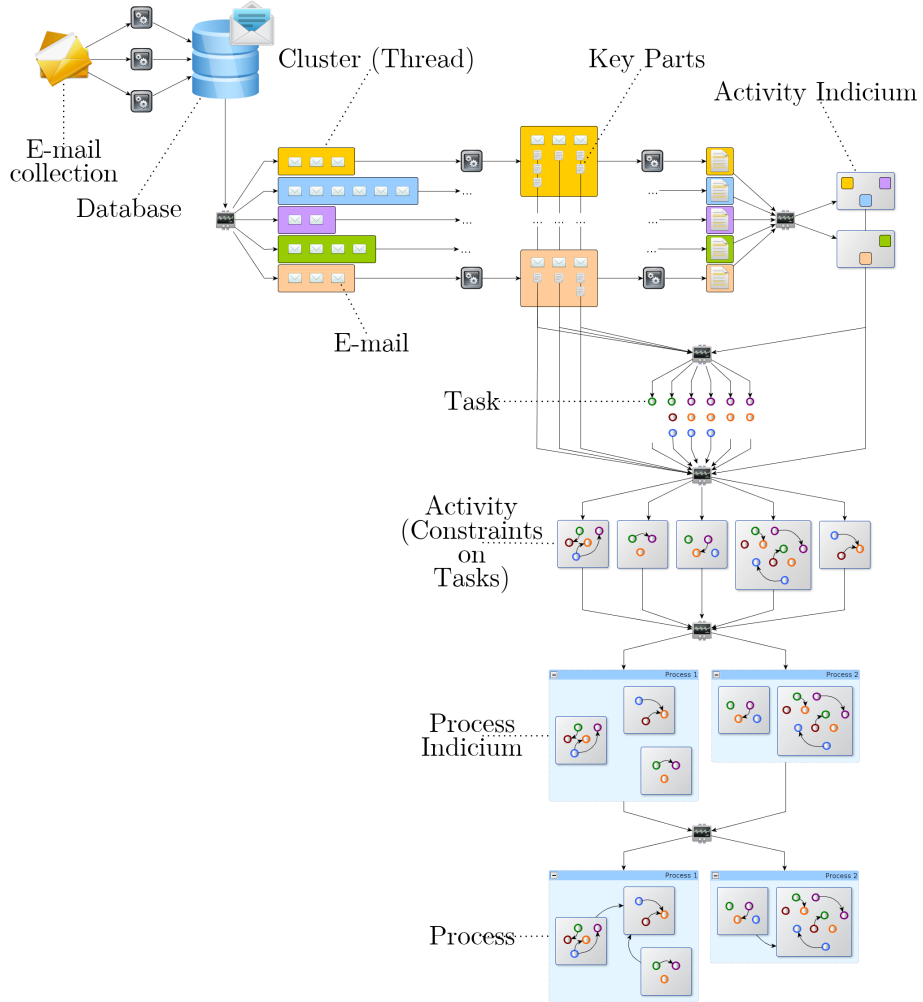 Cluster (Thread)
Key Parts
Activity Indicium
E-mail
collection
Database
...
...
...
...
...
...
...
...
...
E-mail
Task
Activity
(Constraints
on
Tasks)
Process 1
Process 2
Process
Indicium
Process 1
Process 2
Process